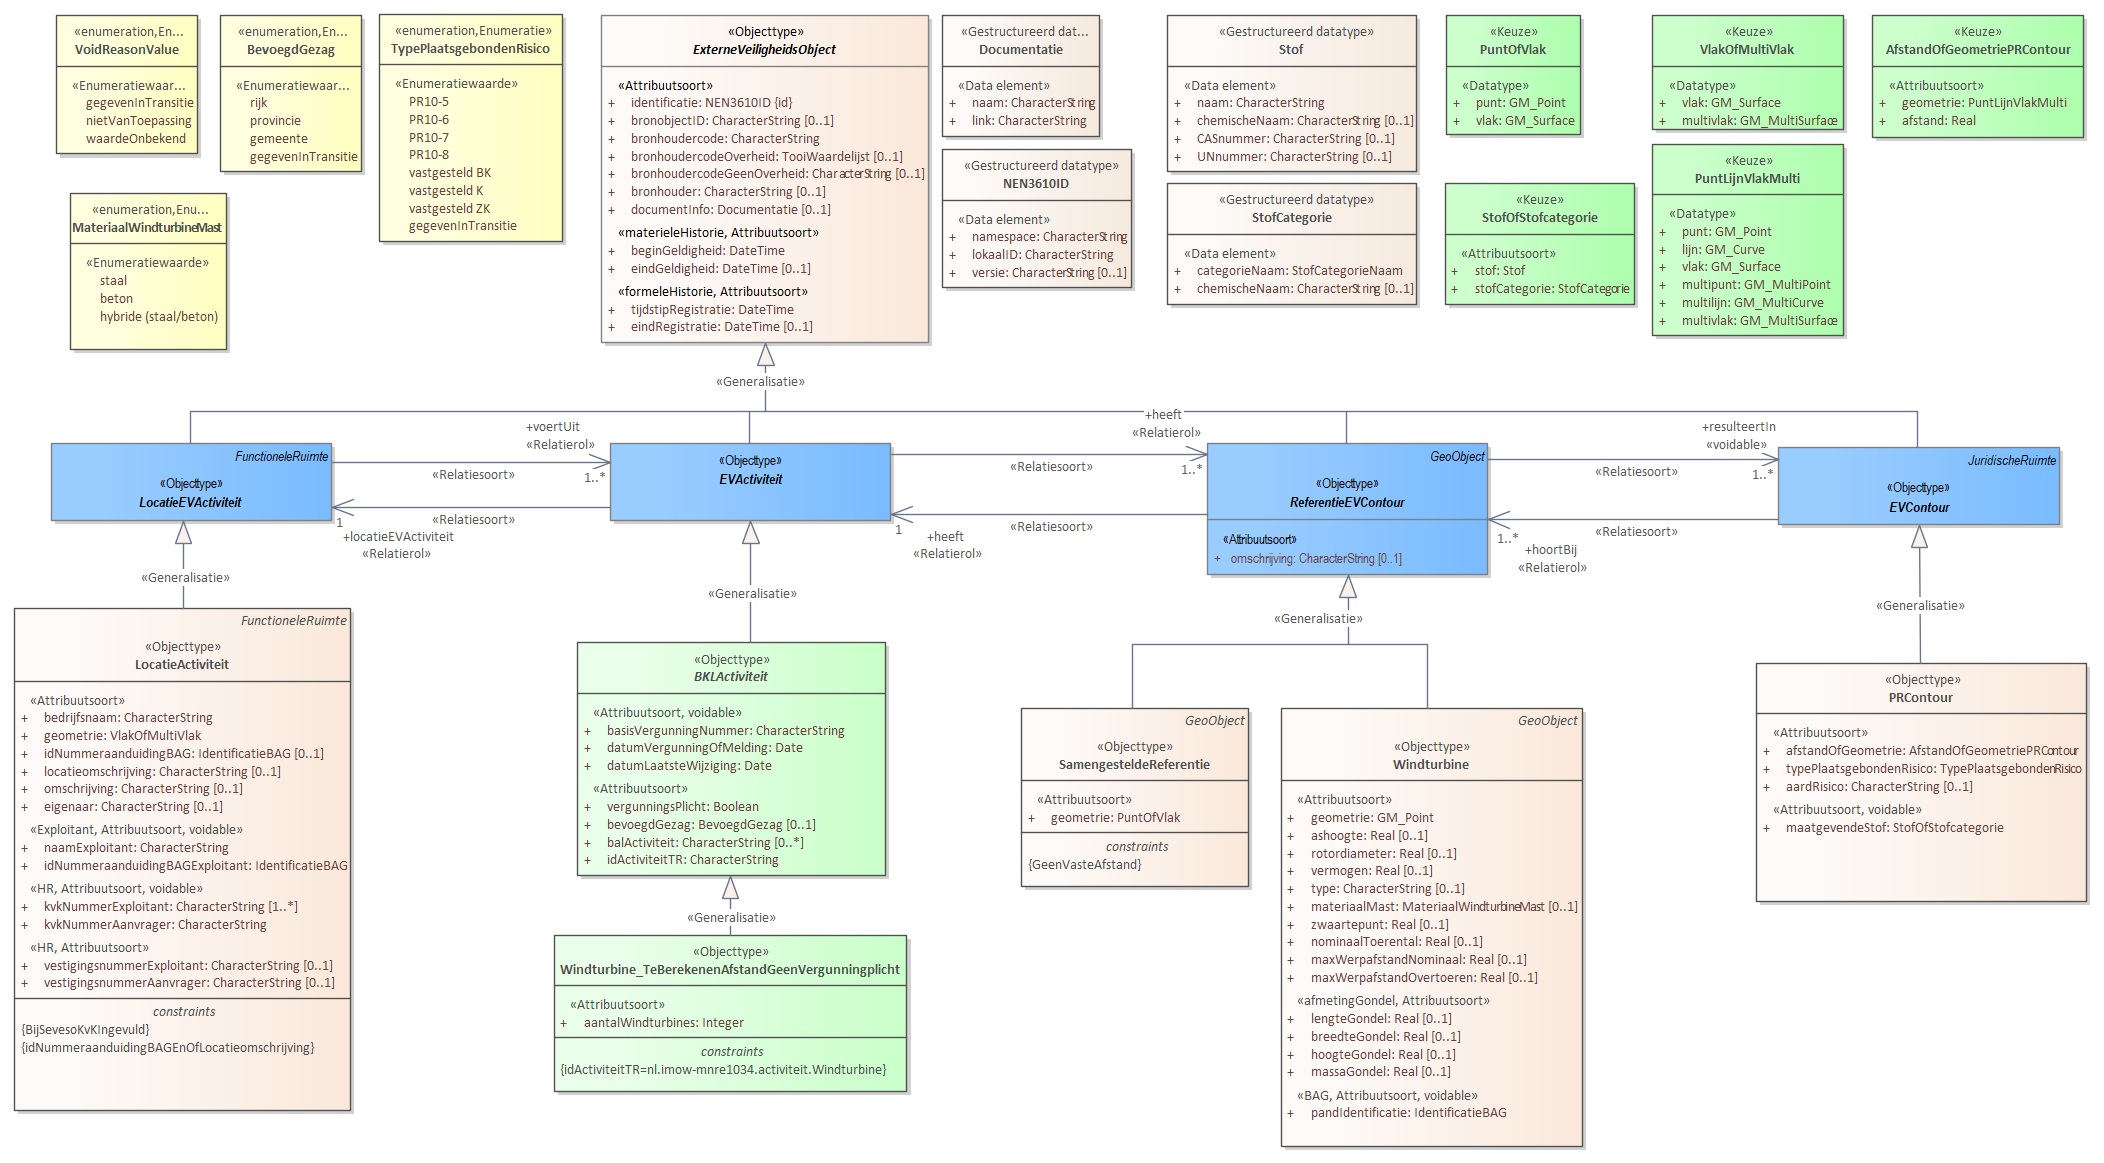 «enumeration,En...
VoidReasonValue
«Enumeratiewaar...
gegevenInTransitie
nietVanToepassing
waardeOnbekend
«enumeration,En...
BevoegdGezag
«Enumeratiewaar...
rijk
provincie
gemeente
gegevenInTransitie
«enumeration,Enumeratie»
TypePlaatsgebondenRisico
«Enumeratiewaarde»
PR10-5
PR10-6
PR10-7
PR10-8
vastgesteld BK
vastgesteld K
vastgesteld ZK
gegevenInTransitie
«enumeration,Enu...
MateriaalWindturbineMast
«Enumeratiewaarde»
staal
beton
hybride (staal/beton)
«Objecttype»
ExterneVeiligheidsObject
«Attribuutsoort»
+ identificatie: NEN3610ID {id}
+ bronobjectID: CharacterString [0..1]
+ bronhoudercode: CharacterString
+ bronhoudercodeOverheid: TooiWaardelijst [0..1]
+ bronhoudercodeGeenOverheid: CharacterString [0..1]
+ bronhouder: CharacterString [0..1]
+ documentInfo: Documentatie [0..1]
«materieleHistorie, Attribuutsoort»
+ beginGeldigheid: DateTime
+ eindGeldigheid: DateTime [0..1]
«formeleHistorie, Attribuutsoort»
+ tijdstipRegistratie: DateTime
+ eindRegistratie: DateTime [0..1]
«Gestructureerd dat...
Documentatie
«Data element»
+ naam: CharacterString
+ link: CharacterString
«Gestructureerd datatype»
NEN3610ID
«Data element»
+ namespace: CharacterString
+ lokaalID: CharacterString
+ versie: CharacterString [0..1]
«Gestructureerd datatype»
Stof
«Data element»
+ naam: CharacterString
+ chemischeNaam: CharacterString [0..1]
+ CASnummer: CharacterString [0..1]
+ UNnummer: CharacterString [0..1]
«Gestructureerd datatype»
StofCategorie
«Data element»
+ categorieNaam: StofCategorieNaam
+ chemischeNaam: CharacterString [0..1]
«Keuze»
PuntOfVlak
«Datatype»
+ punt: GM_Point
+ vlak: GM_Surface
«Keuze»
StofOfStofcategorie
«Attribuutsoort»
+ stof: Stof
+ stofCategorie: StofCategorie
«Keuze»
VlakOfMultiVlak
«Datatype»
+ vlak: GM_Surface
+ multivlak: GM_MultiSurface
«Keuze»
PuntLijnVlakMulti
«Datatype»
+ punt: GM_Point
+ lijn: GM_Curve
+ vlak: GM_Surface
+ multipunt: GM_MultiPoint
+ multilijn: GM_MultiCurve
+ multivlak: GM_MultiSurface
«Keuze»
AfstandOfGeometriePRContour
«Attribuutsoort»
+ geometrie: PuntLijnVlakMulti
+ afstand: Real
«Generalisatie»
FunctioneleRuimte
«Objecttype»
LocatieEVActiviteit
+voertUit
«Relatierol»
«Relatiesoort»
1..*
«Relatiesoort»
1
+locatieEVActiviteit
«Relatierol»
«Objecttype»
EVActiviteit
+heeft
«Relatierol»
«Relatiesoort»
1..*
«Relatiesoort»
1
+heeft
«Relatierol»
GeoObject
«Objecttype»
ReferentieEVContour
«Attribuutsoort»
+ omschrijving: CharacterString [0..1]
+resulteertIn
«voidable»
«Relatiesoort»
1..*
«Relatiesoort»
1..*
+hoortBij
«Relatierol»
JuridischeRuimte
«Objecttype»
EVContour
«Generalisatie»
«Generalisatie»
«Generalisatie»
«Generalisatie»
FunctioneleRuimte
«Objecttype»
LocatieActiviteit
«Attribuutsoort»
+ bedrijfsnaam: CharacterString
+ geometrie: VlakOfMultiVlak
+ idNummeraanduidingBAG: IdentificatieBAG [0..1]
+ locatieomschrijving: CharacterString [0..1]
+ omschrijving: CharacterString [0..1]
+ eigenaar: CharacterString [0..1]
«Exploitant, Attribuutsoort, voidable»
+ naamExploitant: CharacterString
+ idNummeraanduidingBAGExploitant: IdentificatieBAG
«HR, Attribuutsoort, voidable»
+ kvkNummerExploitant: CharacterString [1..*]
+ kvkNummerAanvrager: CharacterString
«HR, Attribuutsoort»
+ vestigingsnummerExploitant: CharacterString [0..1]
+ vestigingsnummerAanvrager: CharacterString [0..1]
constraints
{BijSevesoKvKIngevuld}
{idNummeraanduidingBAGEnOfLocatieomschrijving}
«Objecttype»
BKLActiviteit
«Attribuutsoort, voidable»
+ basisVergunningNummer: CharacterString
+ datumVergunningOfMelding: Date
+ datumLaatsteWijziging: Date
«Attribuutsoort»
+ vergunningsPlicht: Boolean
+ bevoegdGezag: BevoegdGezag [0..1]
+ balActiviteit: CharacterString [0..*]
+ idActiviteitTR: CharacterString
«Generalisatie»
«Objecttype»
Windturbine_TeBerekenenAfstandGeenVergunningplicht
«Attribuutsoort»
+ aantalWindturbines: Integer
constraints
{idActiviteitTR=nl.imow-mnre1034.activiteit.Windturbine}
GeoObject
«Objecttype»
SamengesteldeReferentie
«Attribuutsoort»
+ geometrie: PuntOfVlak
constraints
{GeenVasteAfstand}
GeoObject
«Objecttype»
Windturbine
«Attribuutsoort»
+ geometrie: GM_Point
+ ashoogte: Real [0..1]
+ rotordiameter: Real [0..1]
+ vermogen: Real [0..1]
+ type: CharacterString [0..1]
+ materiaalMast: MateriaalWindturbineMast [0..1]
+ zwaartepunt: Real [0..1]
+ nominaalToerental: Real [0..1]
+ maxWerpafstandNominaal: Real [0..1]
+ maxWerpafstandOvertoeren: Real [0..1]
«afmetingGondel, Attribuutsoort»
+ lengteGondel: Real [0..1]
+ breedteGondel: Real [0..1]
+ hoogteGondel: Real [0..1]
+ massaGondel: Real [0..1]
«BAG, Attribuutsoort, voidable»
+ pandIdentificatie: IdentificatieBAG
«Objecttype»
PRContour
«Attribuutsoort»
+ afstandOfGeometrie: AfstandOfGeometriePRContour
+ typePlaatsgebondenRisico: TypePlaatsgebondenRisico
+ aardRisico: CharacterString [0..1]
«Attribuutsoort, voidable»
+ maatgevendeStof: StofOfStofcategorie